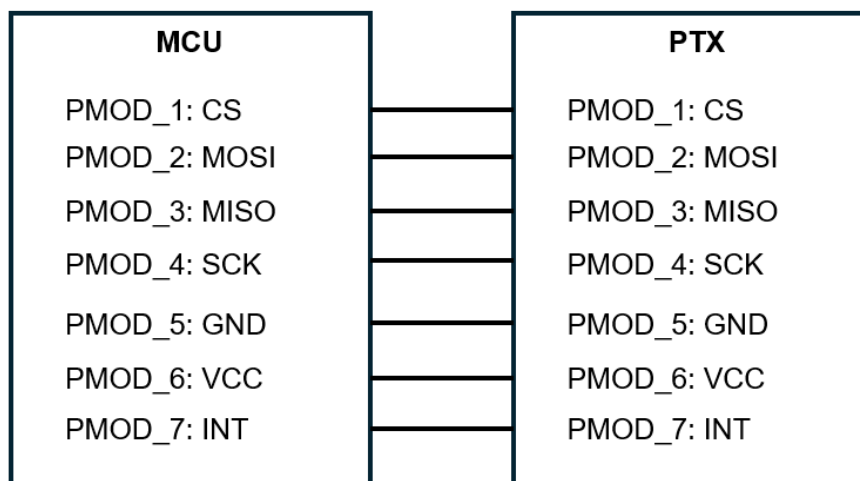 MCU
PMOD_1: CS
PMOD_2: MOSI
PMOD_3: MISO
PMOD_4: SCK
PMOD_5: GND
PMOD_6: VCC
PMOD_7: INT
PTX
PMOD_1: CS
PMOD_2: MOSI
PMOD_3: MISO
PMOD_4: SCK
PMOD_5: GND
PMOD_6: VCC
PMOD_7: INT